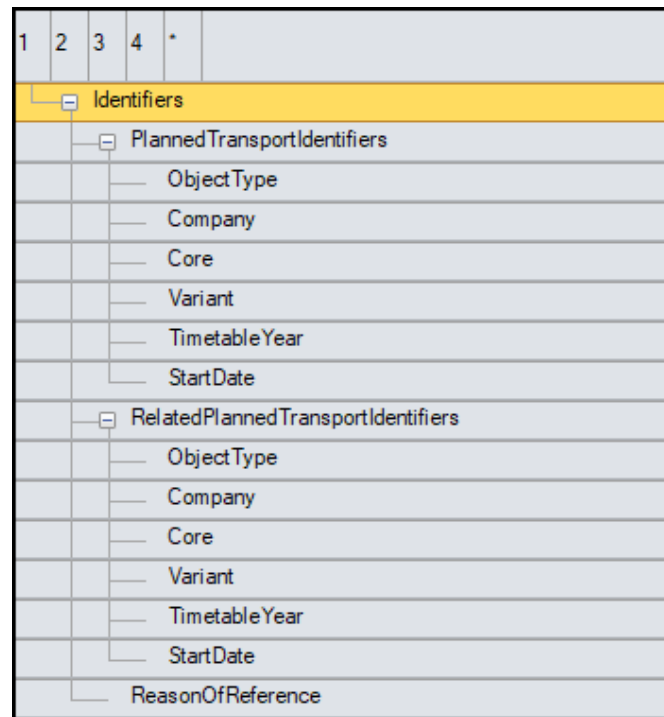 1 2 3 4 *
Identifiers
PlannedTransportIdentifiers
ObjectType
Company
Core
Variant
TimetableYear
StartDate
RelatedPlannedTransportIdentifiers
ObjectType
Company
Core
Variant
TimetableYear
StartDate
ReasonOfReference